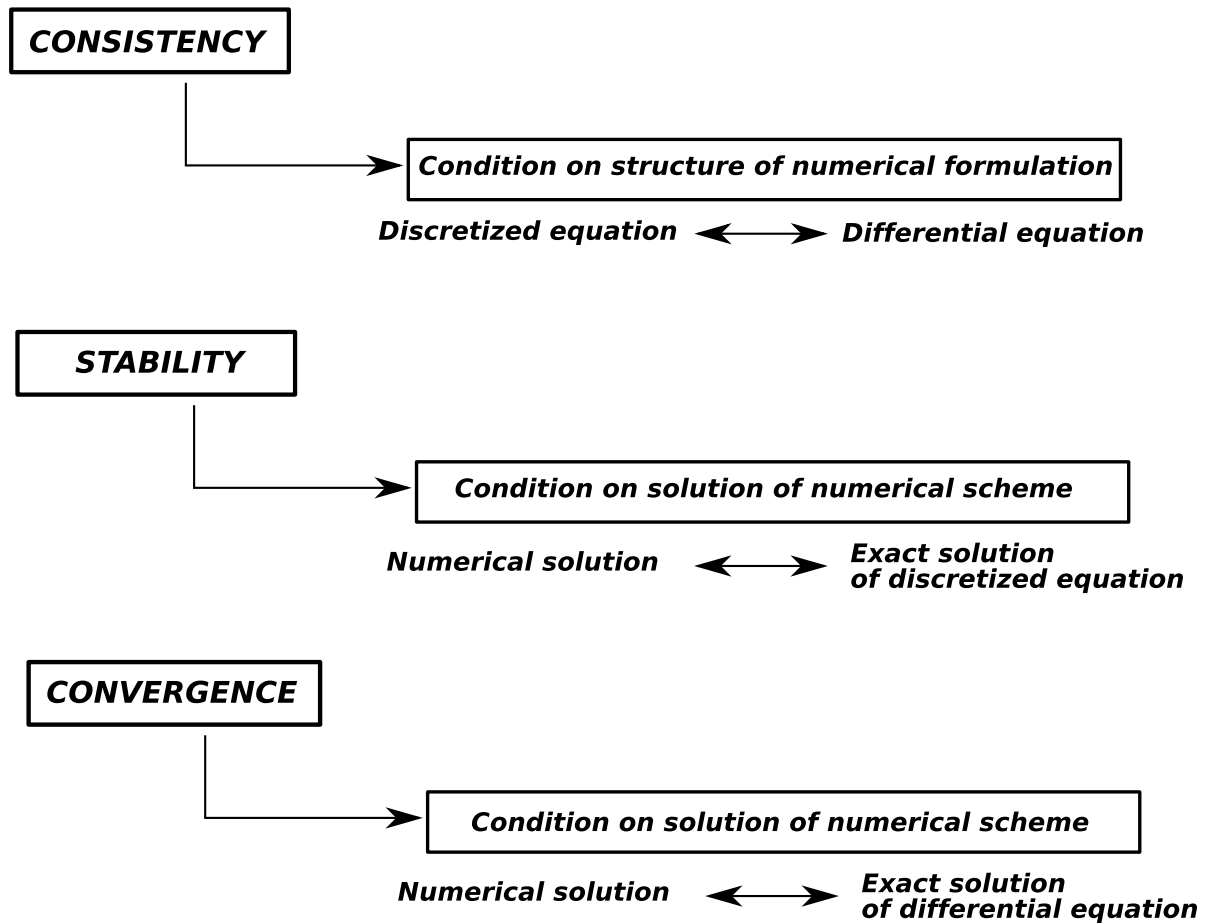 CONSISTENCY
Condition on structure of numerical formulation
Discretized equation Differential equation
STABILITY
Condition on solution of numerical scheme
Numerical solution Exact solution
of discretized equation
CONVERGENCE
Condition on solution of numerical scheme
Numerical solution Exact solution
of differential equation